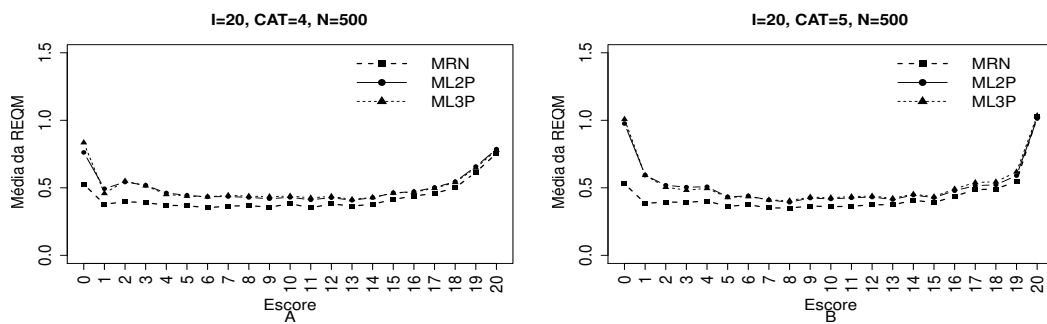 I=20, CAT=4, N=500
Média da REQM
0.0
0.5
1.0
1.5
MRN
ML2P
ML3P
0 1 2 3 4 5 6 7 8 9 10 11 12 13 14 15 16 17 18 19 20
Escore
A
I=20, CAT=5, N=500
Média da REQM
0.0
0.5
1.0
1.5
MRN
ML2P
ML3P
0 1 2 3 4 5 6 7 8 9 10 11 12 13 14 15 16 17 18 19 20
Escore
B